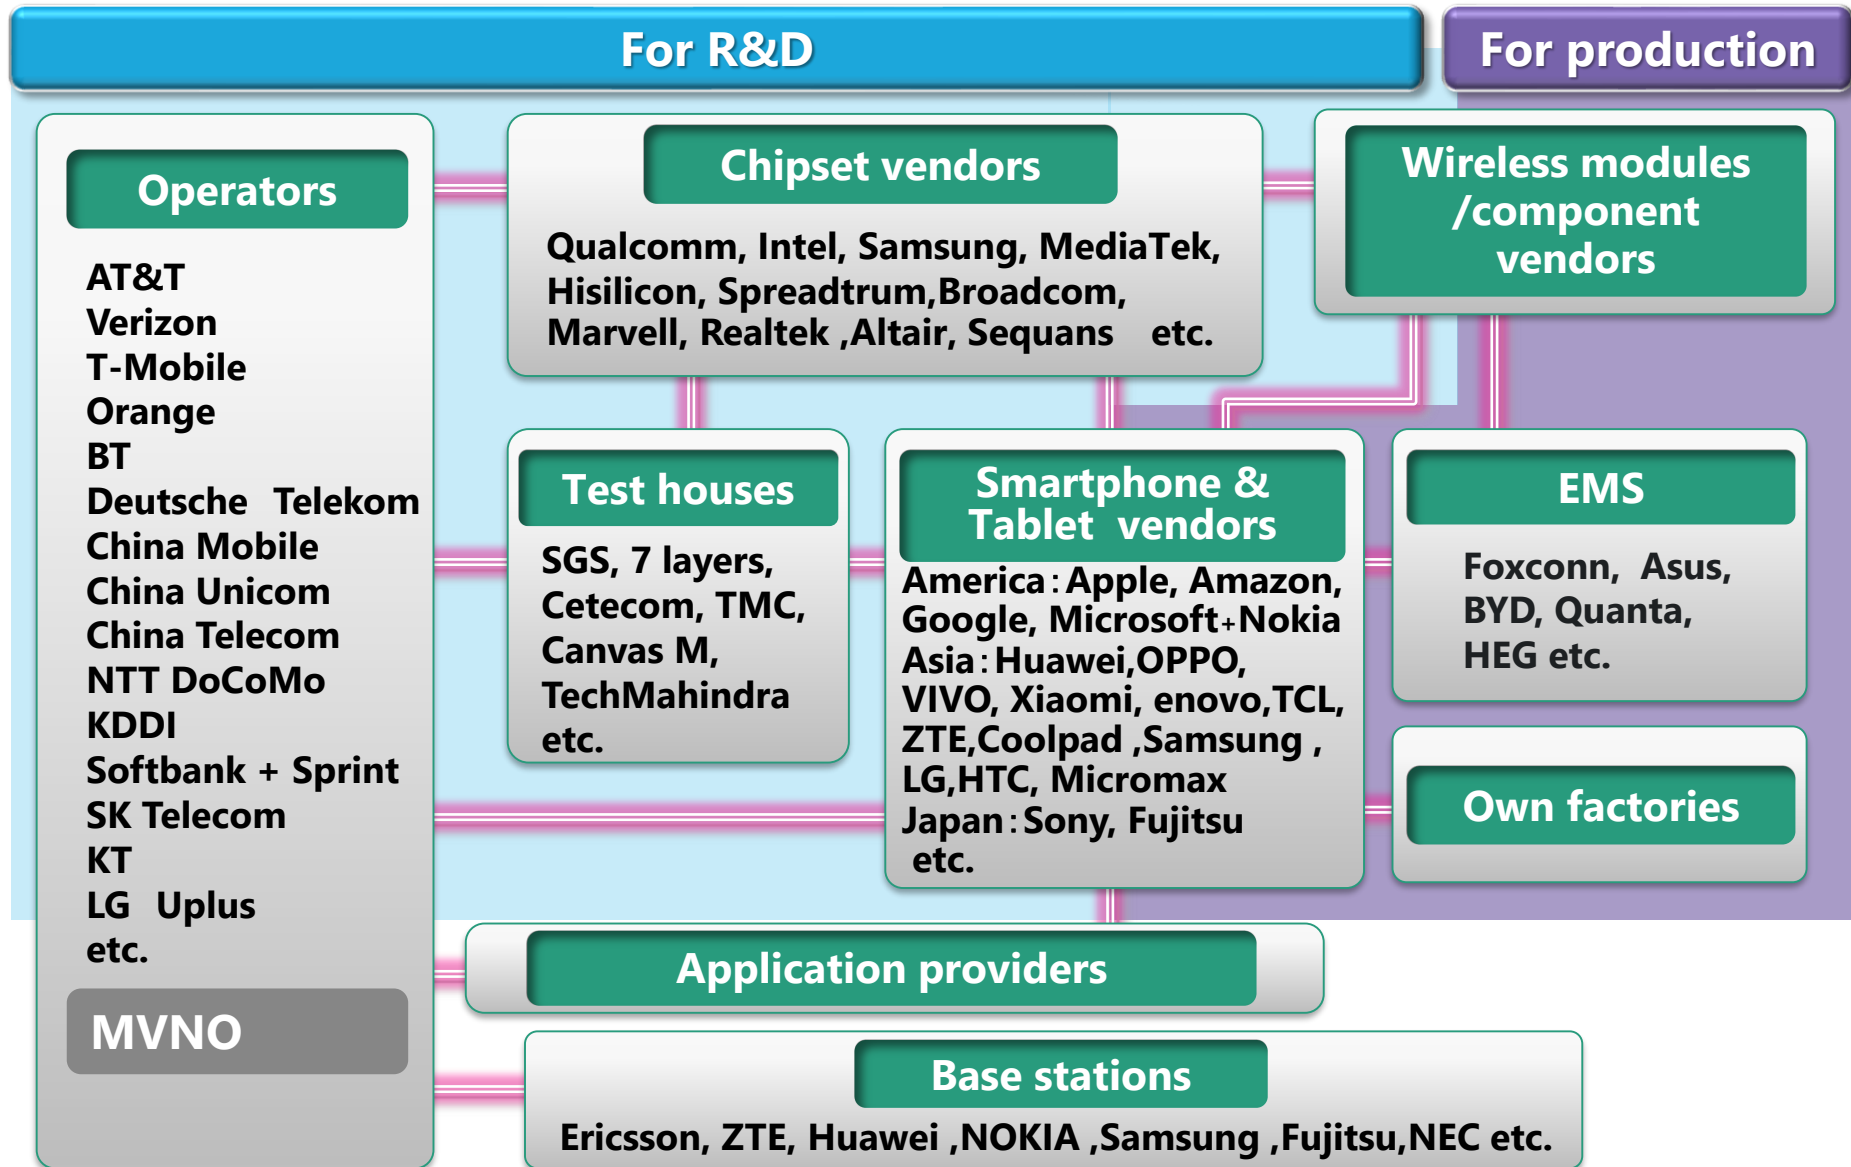 For R&D
For production
Operators
AT&T
Verizon
T-Mobile
Orange
BT
Deutsche Telekom
China Mobile
China Unicom
China Telecom
NTT DoCoMo
KDDI
Softbank + Sprint
SK Telecom
KT
LG Uplus
etc.
MVNO
Chipset vendors
Qualcomm, Intel, Samsung, MediaTek,
Hisilicon, Spreadtrum,Broadcom,
Marvell, Realtek ,Altair, Sequans etc.
Wireless modules
/component
vendors
Test houses
SGS, 7 layers,
Cetecom, TMC,
Canvas M,
TechMahindra
etc.
Smartphone &
Tablet vendors
America：Apple, Amazon,
Google, Microsoft+Nokia
Asia：Huawei,OPPO,
VIVO, Xiaomi, enovo,TCL,
ZTE,Coolpad ,Samsung ,
LG,HTC, Micromax
Japan：Sony, Fujitsu
etc.
EMS
Foxconn, Asus,
BYD, Quanta,
HEG etc.
Own factories
Application providers
Base stations
Ericsson, ZTE, Huawei ,NOKIA ,Samsung ,Fujitsu,NEC etc.